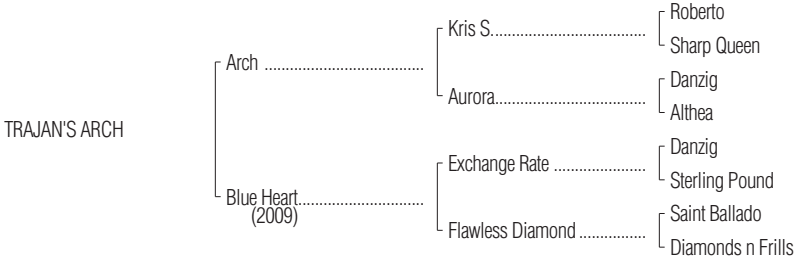 Roberto
Kris S.
Sharp Queen
Arch
Danzig
Aurora
Althea
TRAJAN'S ARCH
Danzig
Exchange Rate
Sterling Pound
Blue Heart
(2009)
Saint Ballado
Flawless Diamond
Diamonds n Frills